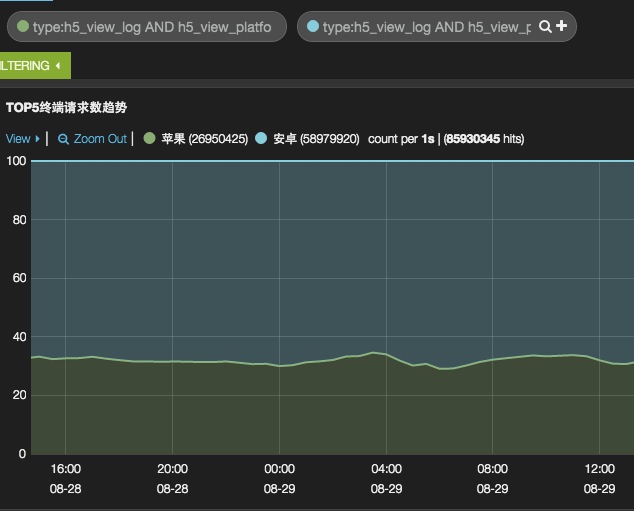 type:h5_view_log AND h5_view_platfo
type:h5_view_log AND h5_view_p
LTERING
TOP5终端请求数趋势
View Zoom Out 苹果 (26950425) 安卓 (58979920) count per 1s | (85930345 hits)
100
80
60
40
20
0
16:00 20:00 00:00 04:00 08:00 12:00
08-28 08-28 08-29 08-29 08-29 08-29